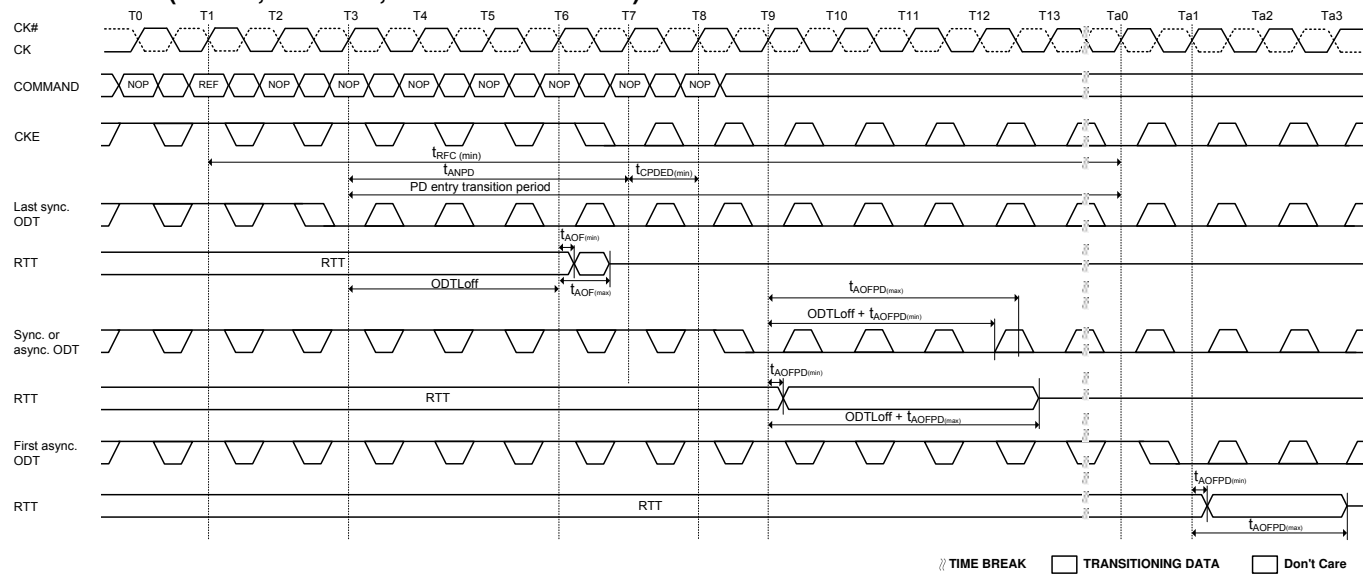 T0 T1 T2 T3 T4 T5 T6 T7 T8 T9 T10 T11 T12 T13 Ta0 Ta1 Ta2 Ta3
CK#
CK
COMMAND NOP REF NOP NOP NOP NOP NOP NOP NOP
CKE
tRFC (min)
tANPD tCPDED(min)
PD entry transition period
Last sync.
ODT
tAOF(min)
RTT RTT
ODTLoff tAOF(max)
tAOFPD(max)
ODTLoff + tAOFPD(min)
Sync. or
async. ODT
tAOFPD(min)
RTT RTT
ODTLoff + tAOFPD(max)
First async.
ODT
tAOFPD(min)
RTT RTT
tAOFPD(max)
TIME BREAK TRANSITIONING DATA Don't Care